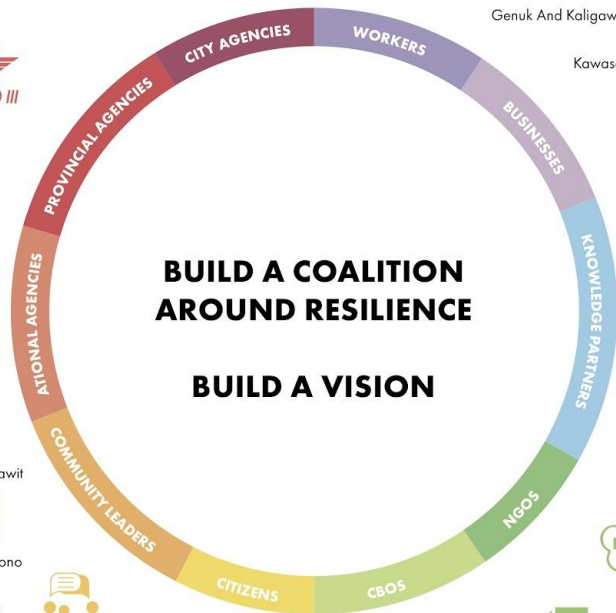 Genuk And Kaligaw
Kawas
III
CITY AGENCIES
WORKERS
PROVINCIAL AGENCIES
BUSINESSES
ATIONAL AGENCIES
KNOWLEDGE PARTNERS
BUILD A COALITION
AROUND RESILIENCE
BUILD A VISION
COMMUNITY LEADERS
NGOS
CITIZENS
CBOS
awit
ono